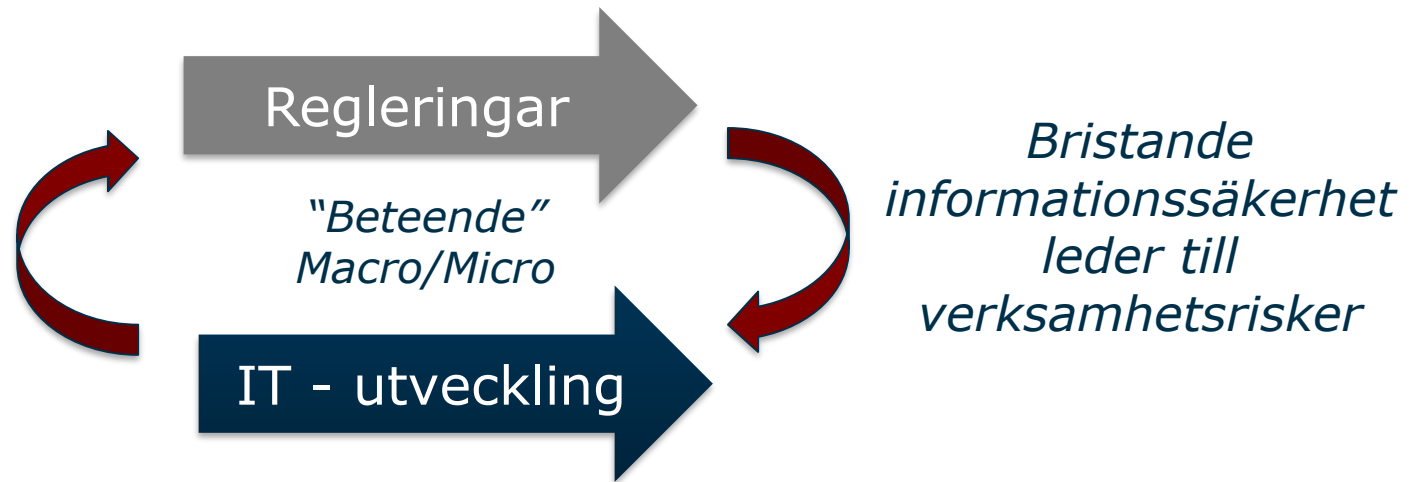 Regleringar
“Beteende”
Macro/Micro
IT - utveckling
Bristande
informationssäkerhet
leder till
verksamhetsrisker